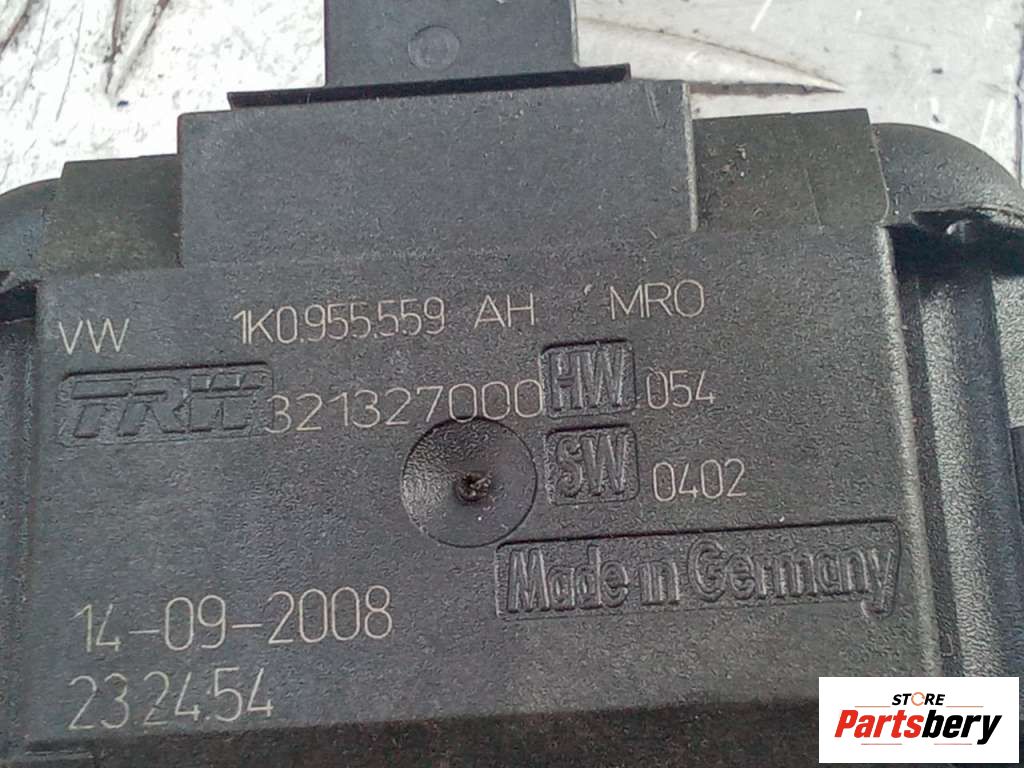 VW 1K0.955.559 AH MRO
TRW 321327000 HW 054
SW 0402
Made in Germany
14-09-2008
23:24:54
STORE
Partsbery